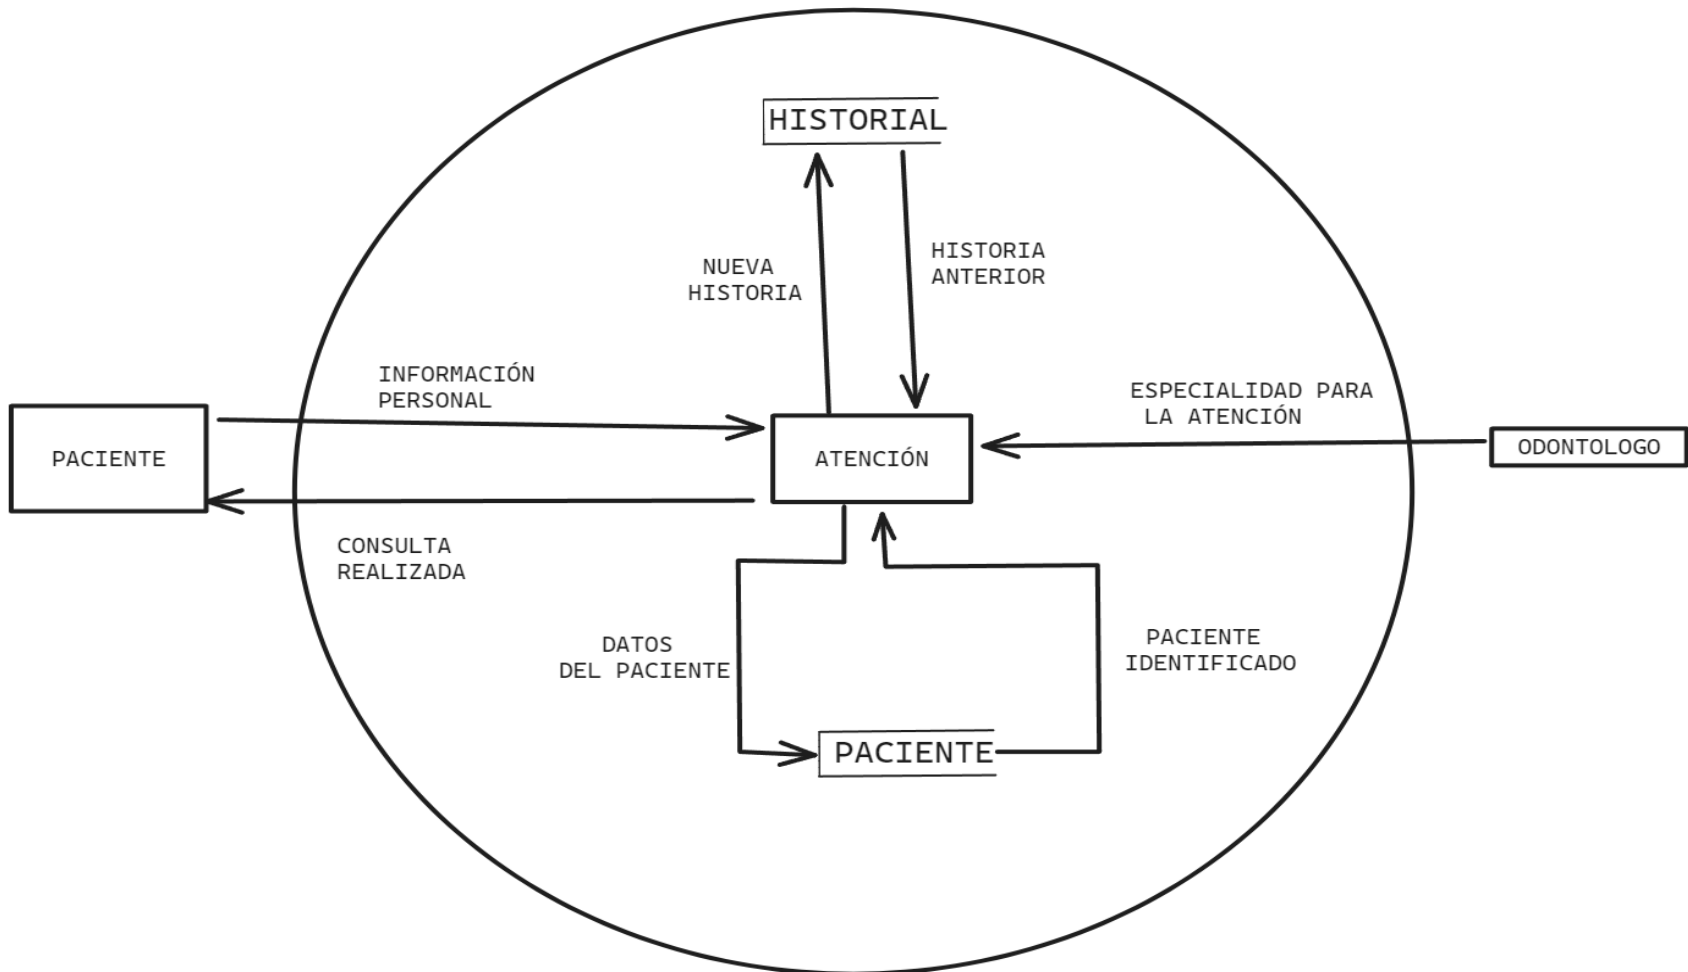 HISTORIAL
NUEVA
HISTORIA
HISTORIA
ANTERIOR
INFORMACIÓN
PERSONAL
ESPECIALIDAD PARA
LA ATENCIÓN
PACIENTE
ATENCIÓN
ODONTOLOGO
CONSULTA
REALIZADA
DATOS
DEL PACIENTE
PACIENTE
IDENTIFICADO
PACIENTE